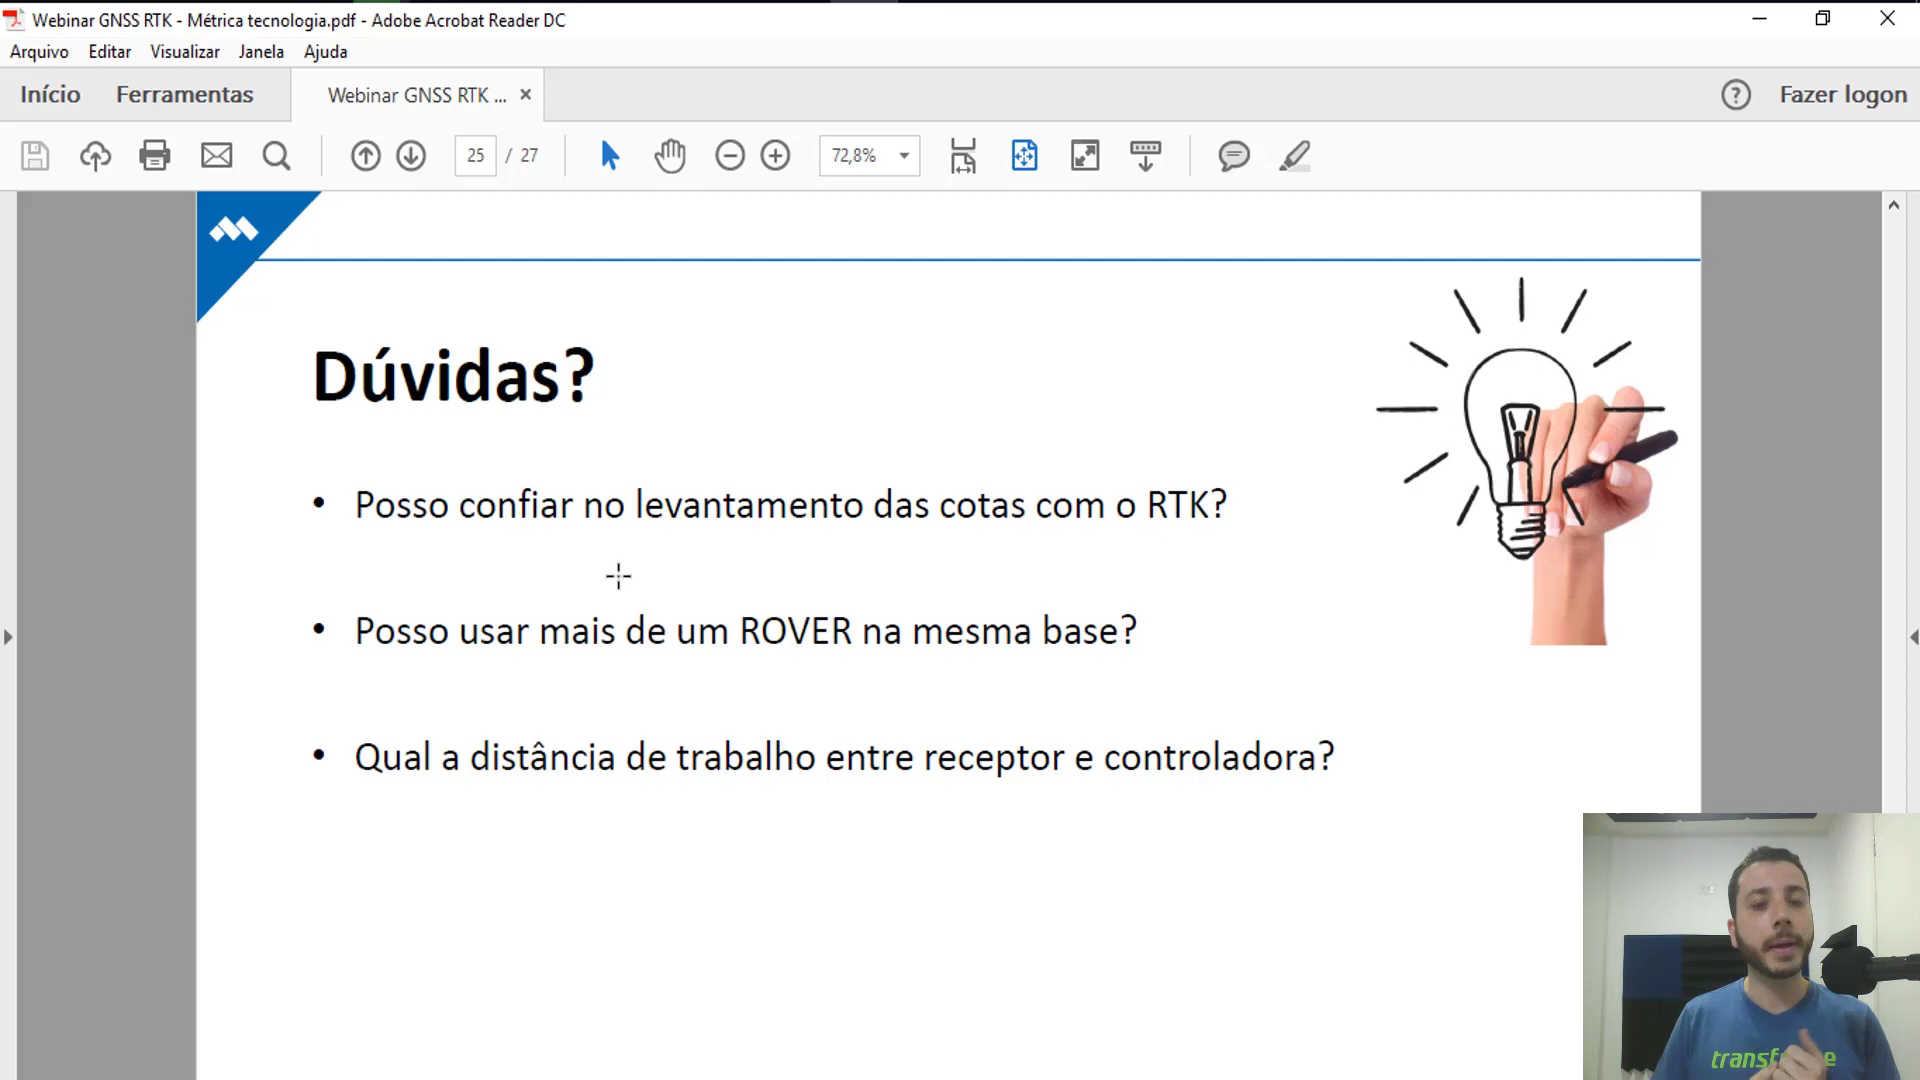 Webinar GNSS RTK - Métrica tecnologia.pdf - Adobe Acrobat Reader DC
Arquivo Editar Visualizar Janela Ajuda
Início Ferramentas Webinar GNSS RTK ... × ? Fazer logon
25 / 27 72,8%
Dúvidas?
• Posso confiar no levantamento das cotas com o RTK?
• Posso usar mais de um ROVER na mesma base?
• Qual a distância de trabalho entre receptor e controladora?